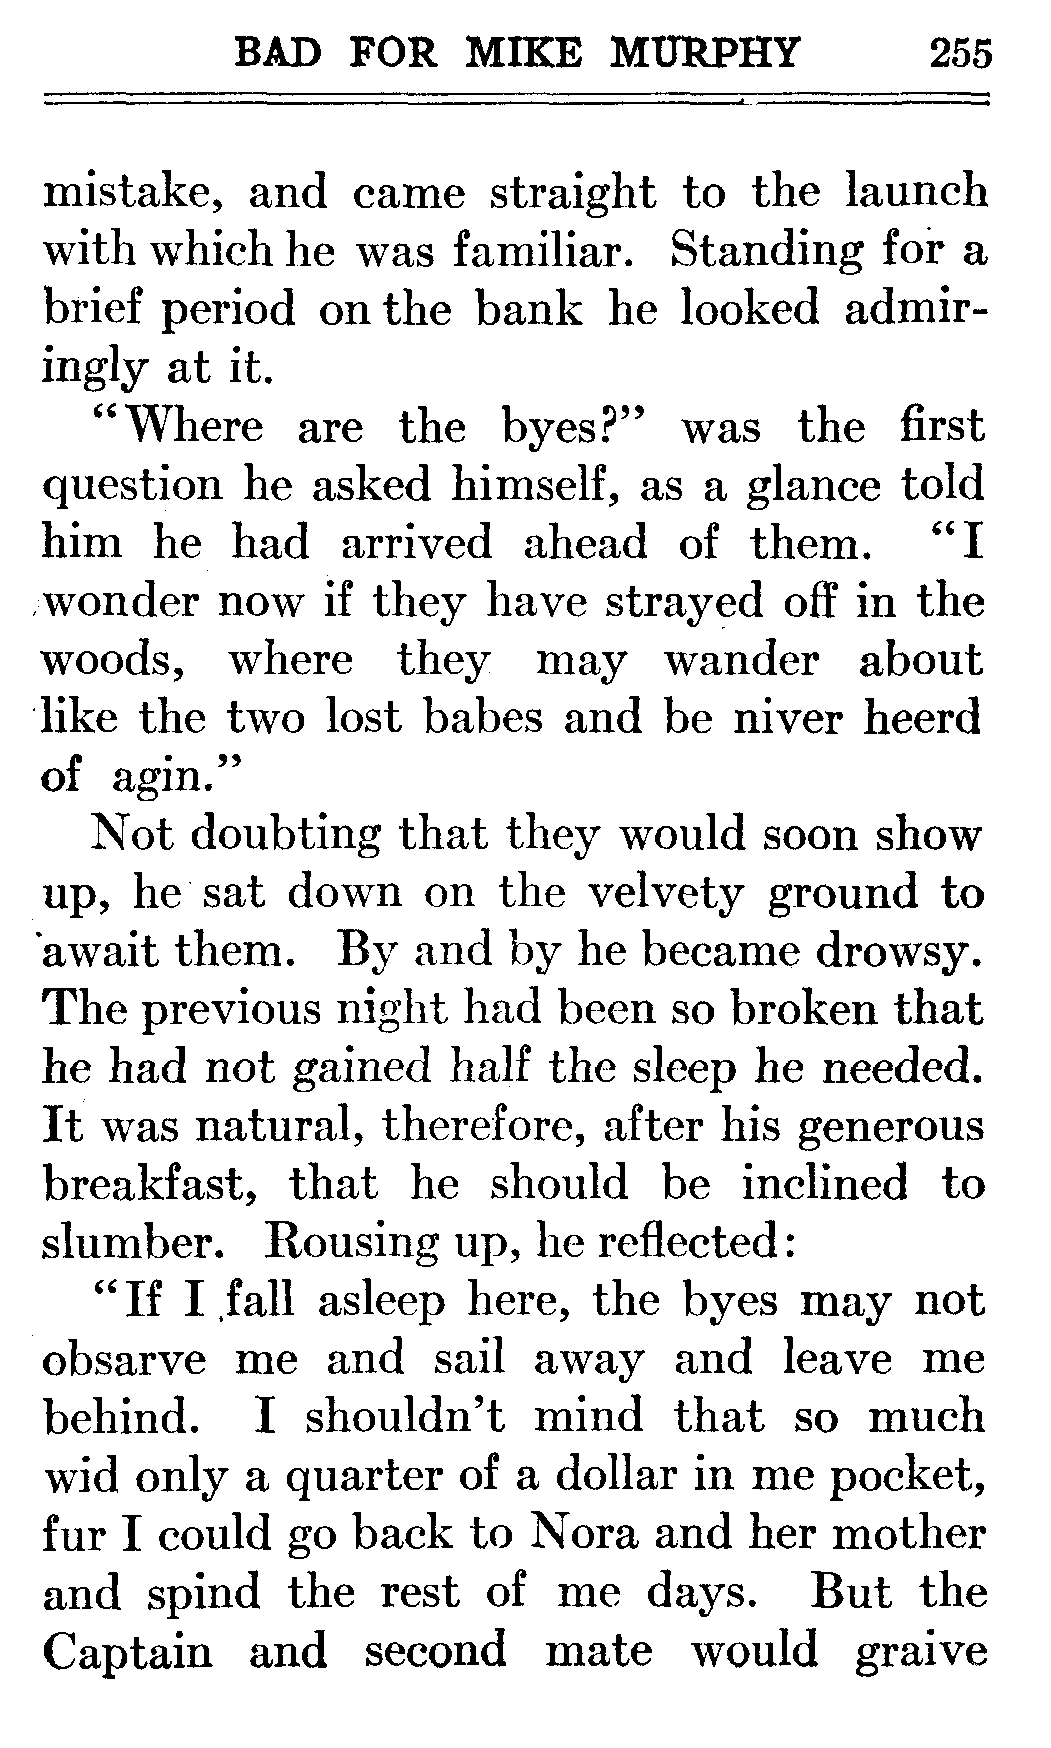 BAD FOR MIKE MURPHY 255
mistake, and came straight to the launch
with which he was familiar. Standing for a
brief period on the bank he looked admir-
ingly at it.
"Where are the byes?" was the first
question he asked himself, as a glance told
him he had arrived ahead of them. "I
wonder now if they have strayed off in the
woods, where they may wander about
like the two lost babes and be niver heerd
of agin."
Not doubting that they would soon show
up, he sat down on the velvety ground to
await them. By and by he became drowsy.
The previous night had been so broken that
he had not gained half the sleep he needed.
It was natural, therefore, after his generous
breakfast, that he should be inclined to
slumber. Rousing up, he reflected:
"If I fall asleep here, the byes may not
obsarve me and sail away and leave me
behind. I shouldn't mind that so much
wid only a quarter of a dollar in me pocket,
fur I could go back to Nora and her mother
and spind the rest of me days. But the
Captain and second mate would graive